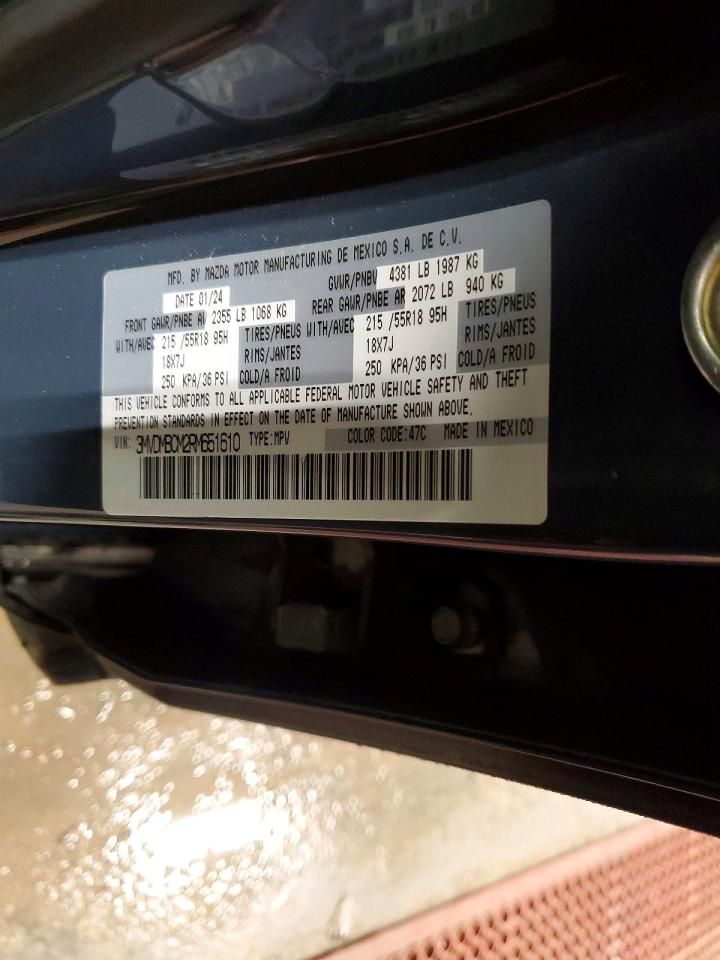 MFD. BY MAZDA MOTOR MANUFACTURING DE MEXICO S.A. DE C.V.
DATE 01/24 GVWR/PNBV 4381 LB 1987 KG
FRONT GAWR/PNBE AV 2355 LB 1068 KG REAR GAWR/PNBE AR 2072 LB 940 KG
WITH/AVEC 215 /55R18 95H TIRES/PNEUS WITH/AVEC 215 /55R18 95H TIRES/PNEUS
18X7J RIMS/JANTES 18X7J RIMS/JANTES
250 KPA/36 PSI COLD/A FROID 250 KPA/36 PSI COLD/A FROID
THIS VEHICLE CONFORMS TO ALL APPLICABLE FEDERAL MOTOR VEHICLE SAFETY AND THEFT
PREVENTION STANDARDS IN EFFECT ON THE DATE OF MANUFACTURE SHOWN ABOVE.
VIN: 3MVDMBCM2RM651610 TYPE:MPV COLOR CODE:47C MADE IN MEXICO